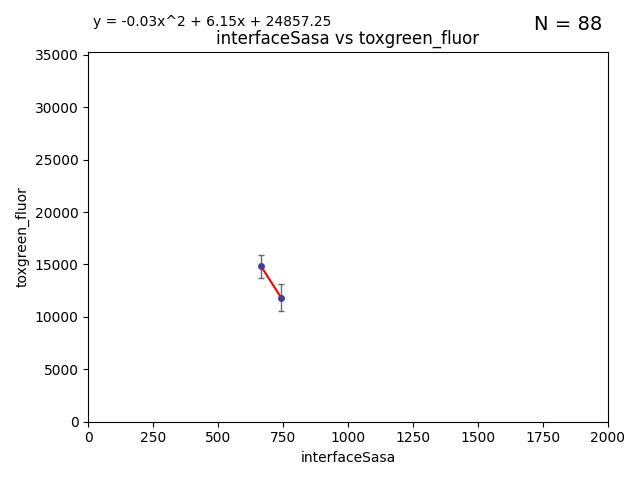 y = -0.03x^2 + 6.15x + 24857.25
N = 88
interfaceSasa vs toxgreen_fluor
35000
30000
25000
20000
15000
10000
5000
0
toxgreen_fluor
0 250 500 750 1000 1250 1500 1750 2000
interfaceSasa